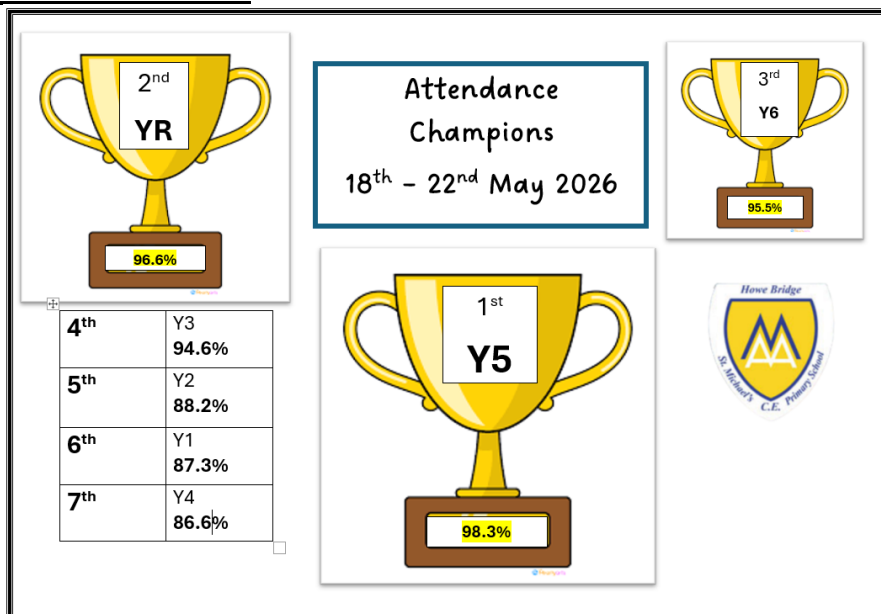 2nd
YR
96.6%
Attendance
Champions
18th - 22nd May 2026
3rd
Y6
95.5%
1st
Y5
98.3%
4th Y3
94.6%
5th Y2
88.2%
6th Y1
87.3%
7th Y4
86.6%
Howe Bridge
St. Michael's C.E. Primary School